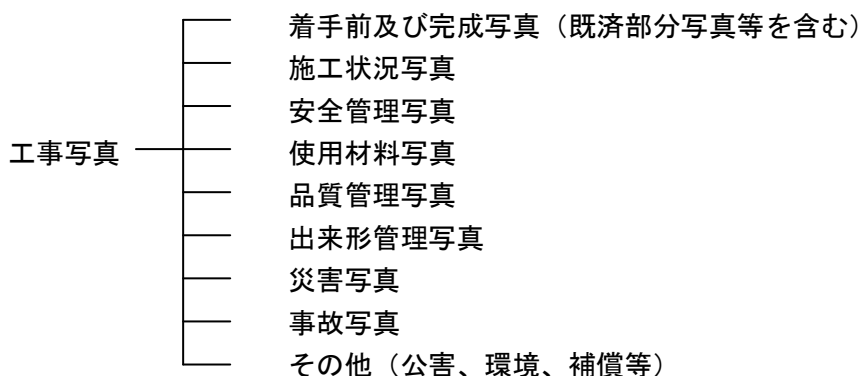 着手前及び完成写真（既済部分写真等を含む）
施工状況写真
安全管理写真
工事写真 使用材料写真
品質管理写真
出来形管理写真
災害写真
事故写真
その他（公害、環境、補償等）